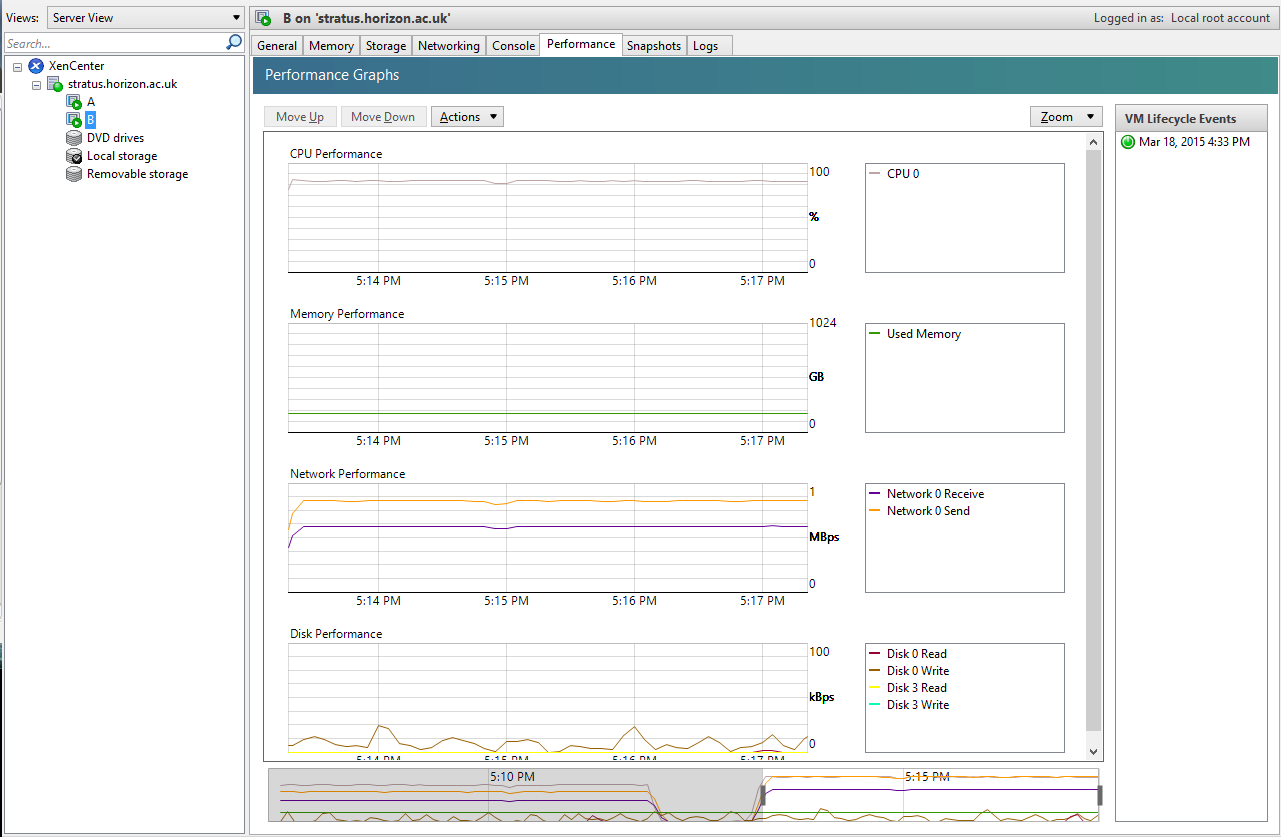 Views: Server View
Search...
XenCenter
stratus.horizon.ac.uk
A
B
DVD drives
Local storage
Removable storage
B on 'stratus.horizon.ac.uk'
Logged in as: Local root account
General Memory Storage Networking Console Performance Snapshots Logs
Performance Graphs
Move Up Move Down Actions Zoom
CPU Performance
100
%
0
5:14 PM 5:15 PM 5:16 PM 5:17 PM
CPU 0
Memory Performance
1024
GB
0
5:14 PM 5:15 PM 5:16 PM 5:17 PM
Used Memory
Network Performance
1
MBps
0
5:14 PM 5:15 PM 5:16 PM 5:17 PM
Network 0 Receive
Network 0 Send
Disk Performance
100
kBps
0
5:14 PM 5:15 PM 5:16 PM 5:17 PM
Disk 0 Read
Disk 0 Write
Disk 3 Read
Disk 3 Write
5:10 PM 5:15 PM
VM Lifecycle Events
Mar 18, 2015 4:33 PM